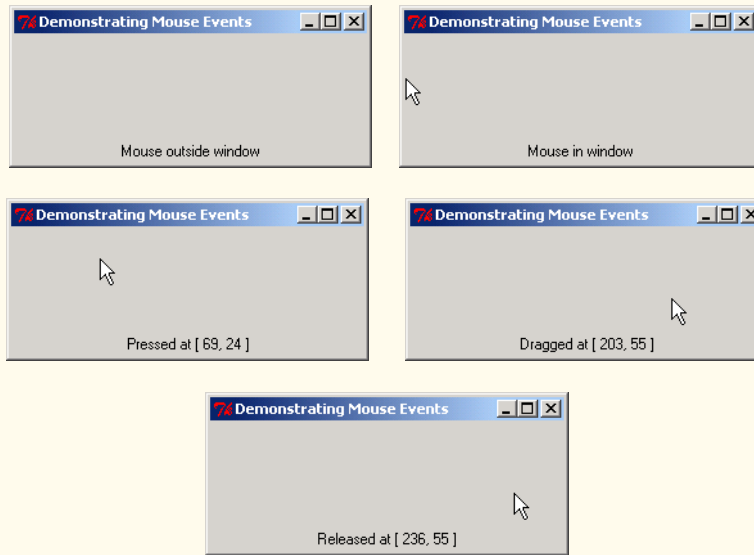 Demonstrating Mouse Events
Mouse outside window
Demonstrating Mouse Events
Mouse in window
Demonstrating Mouse Events
Pressed at [ 69, 24 ]
Demonstrating Mouse Events
Dragged at [ 203, 55 ]
Demonstrating Mouse Events
Released at [ 236, 55 ]